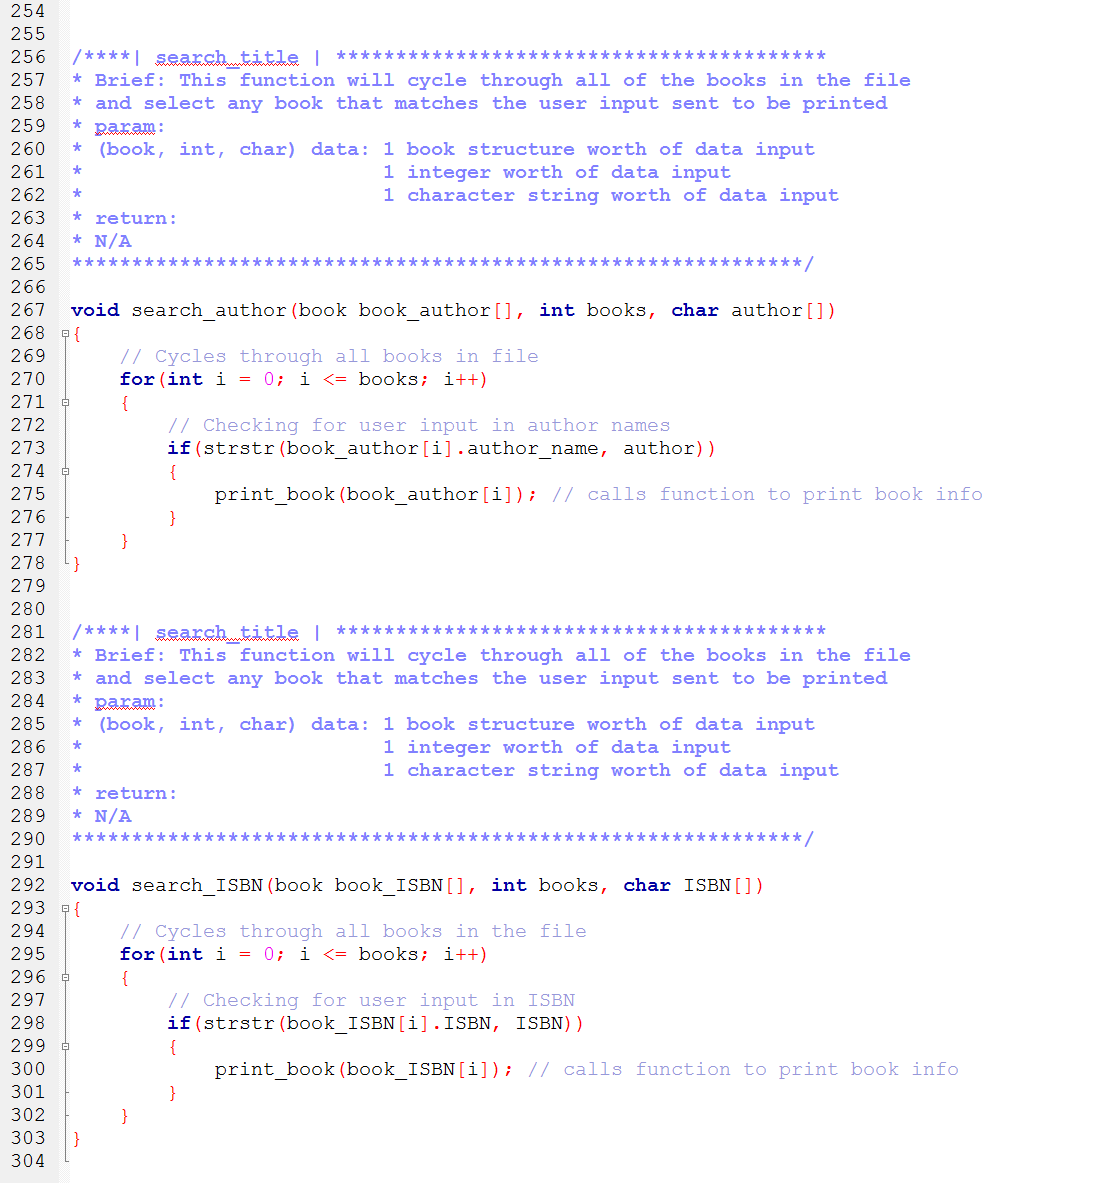 254
255
256 /****| search_title | *****************************************
257 * Brief: This function will cycle through all of the books in the file
258 * and select any book that matches the user input sent to be printed
259 * param:
260 * (book, int, char) data: 1 book structure worth of data input
261 *                         1 integer worth of data input
262 *                         1 character string worth of data input
263 * return:
264 * N/A
265 *************************************************************/
266
267 void search_author(book book_author[], int books, char author[])
268 {
269     // Cycles through all books in file
270     for(int i = 0; i <= books; i++)
271     {
272         // Checking for user input in author names
273         if(strstr(book_author[i].author_name, author))
274         {
275             print_book(book_author[i]); // calls function to print book info
276         }
277     }
278 }
279
280
281 /****| search_title | *****************************************
282 * Brief: This function will cycle through all of the books in the file
283 * and select any book that matches the user input sent to be printed
284 * param:
285 * (book, int, char) data: 1 book structure worth of data input
286 *                         1 integer worth of data input
287 *                         1 character string worth of data input
288 * return:
289 * N/A
290 *************************************************************/
291
292 void search_ISBN(book book_ISBN[], int books, char ISBN[])
293 {
294     // Cycles through all books in the file
295     for(int i = 0; i <= books; i++)
296     {
297         // Checking for user input in ISBN
298         if(strstr(book_ISBN[i].ISBN, ISBN))
299         {
300             print_book(book_ISBN[i]); // calls function to print book info
301         }
302     }
303 }
304